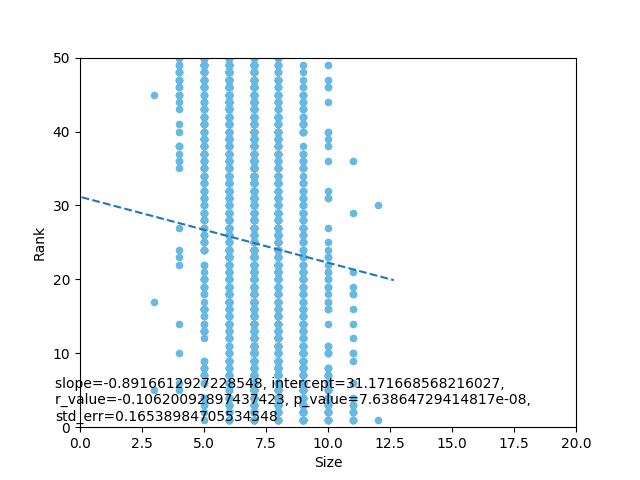 50
40
30
20
10
0
Rank
slope=-0.8916612927228548, intercept=31.171668568216027,
r_value=-0.10620092897437423, p_value=7.63864729414817e-08,
std_err=0.16538984705534548
0.0 2.5 5.0 7.5 10.0 12.5 15.0 17.5 20.0
Size